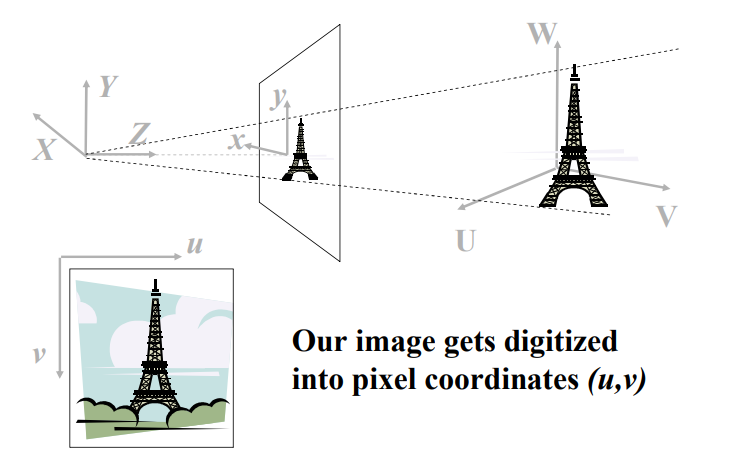 W
Y
y
Z
x
X
V
U
u
v
Our image gets digitized
into pixel coordinates (u,v)